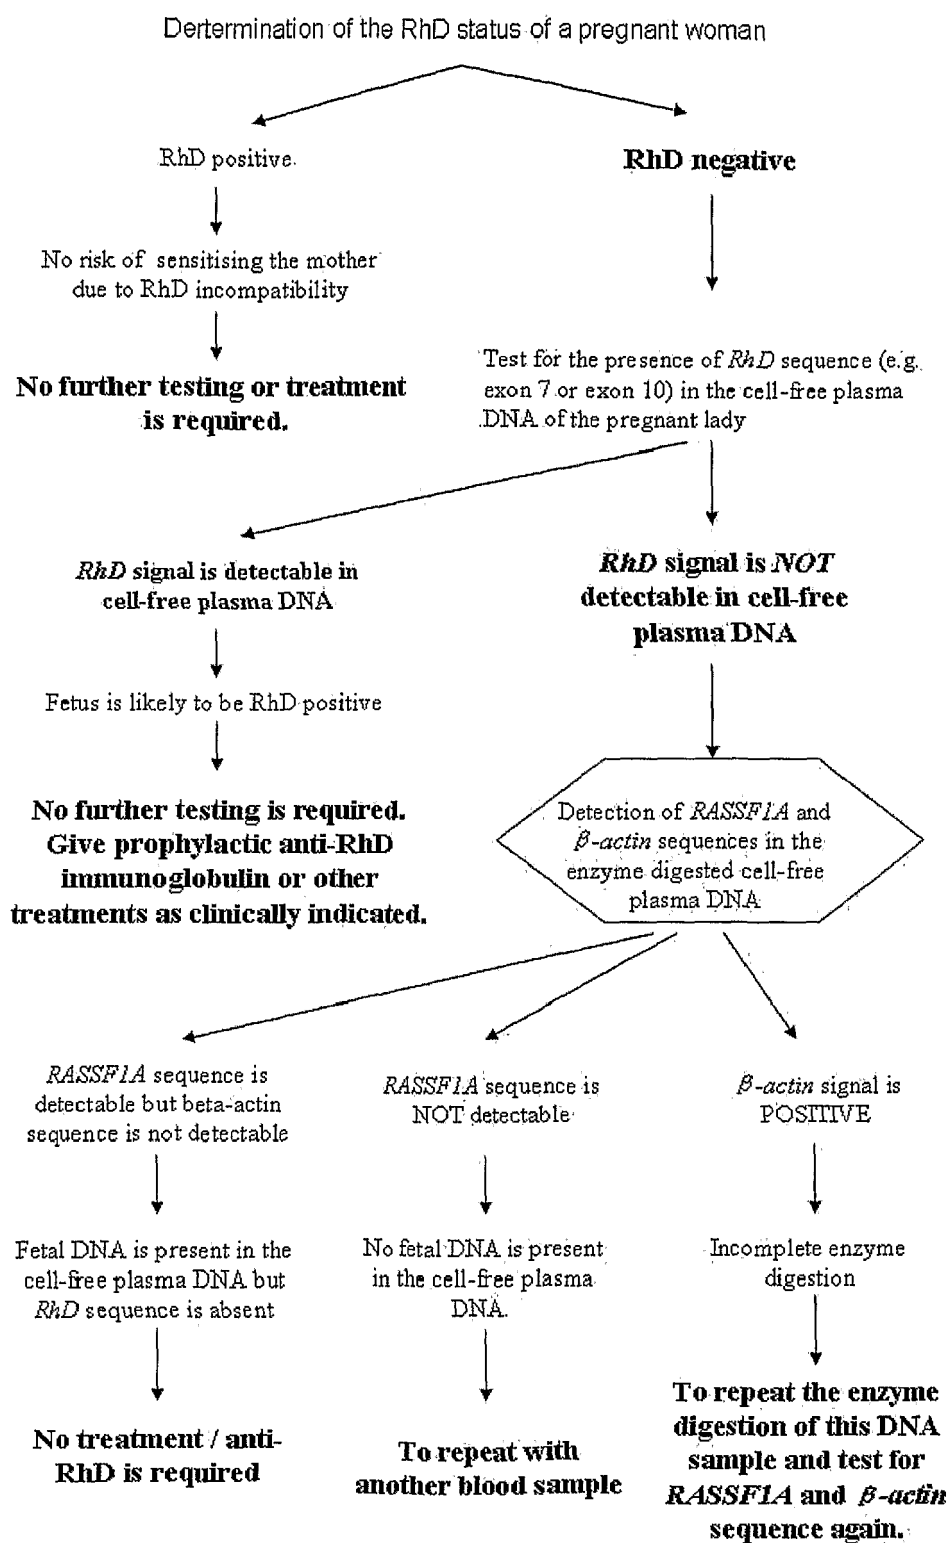 Dertermination of the RhD status of a pregnant woman
RhD positive.
RhD negative
No risk of sensitising the mother
due to RhD incompatibility
No further testing or treatment
is required.
Test for the presence of RhD sequence (e.g.
exon 7 or exon 10) in the cell-free plasma
DNA of the pregnant lady
RhD signal is detectable in
cell-free plasma DNA
RhD signal is NOT
detectable in cell-free
plasma DNA
Fetus is likely to be RhD positive
No further testing is required.
Give prophylactic anti-RhD
immunoglobulin or other
treatments as clinically indicated.
Detection of RASSF1A and
β-actin sequences in the
enzyme digested cell-free
plasma DNA
RASSF1A sequence is
detectable but beta-actin
sequence is not detectable
RASSF1A sequence is
NOT detectable
β-actin signal is
POSITIVE
Fetal DNA is present in the
cell-free plasma DNA but
RhD sequence is absent
No fetal DNA is present
in the cell-free plasma
DNA.
Incomplete enzyme
digestion
No treatment / anti-
RhD is required
To repeat with
another blood sample
To repeat the enzyme
digestion of this DNA
sample and test for
RASSF1A and β-actin
sequence again.